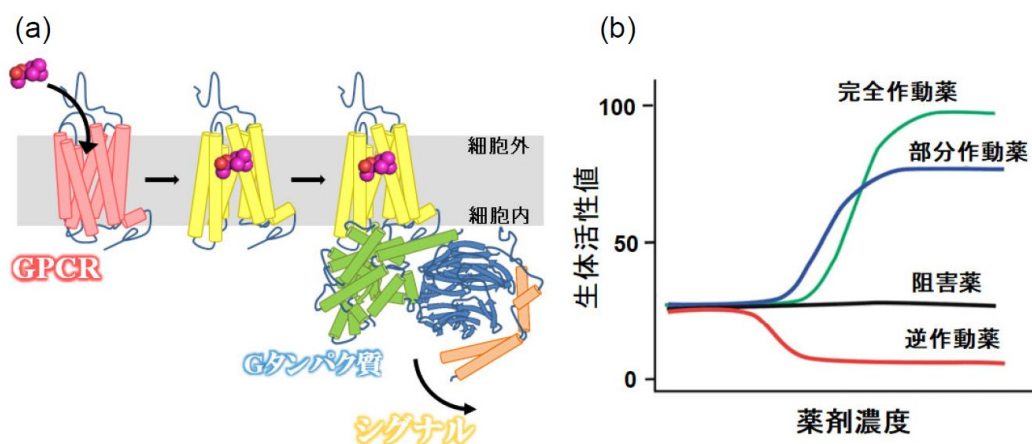 (a)
細胞外
細胞内
GPCR
Gタンパク質
シグナル
(b)
生体活性値
100
50
0
完全作動薬
部分作動薬
阻害薬
逆作動薬
薬剤濃度